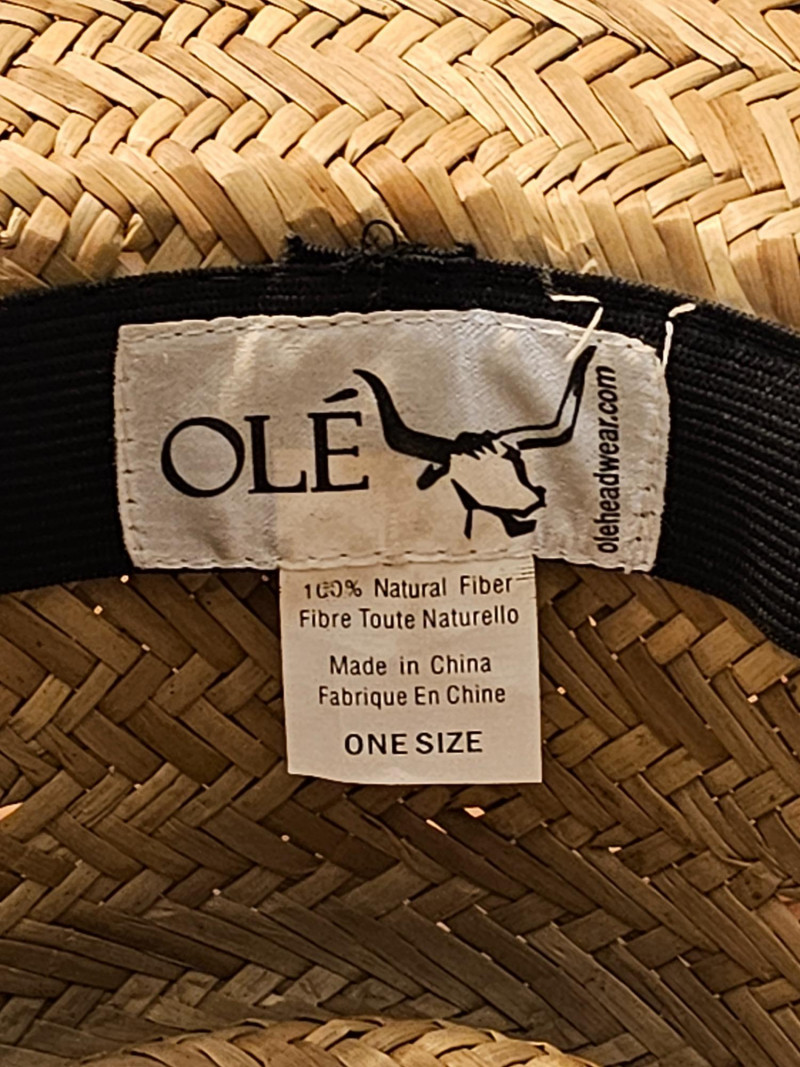 OLÉ
oleheadwear.com
100% Natural Fiber
Fibre Toute Naturello
Made in China
Fabrique En Chine
ONE SIZE